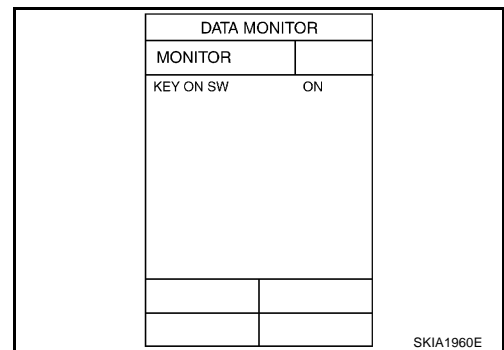 DATA MONITOR
MONITOR
KEY ON SW ON
SKIA1960E